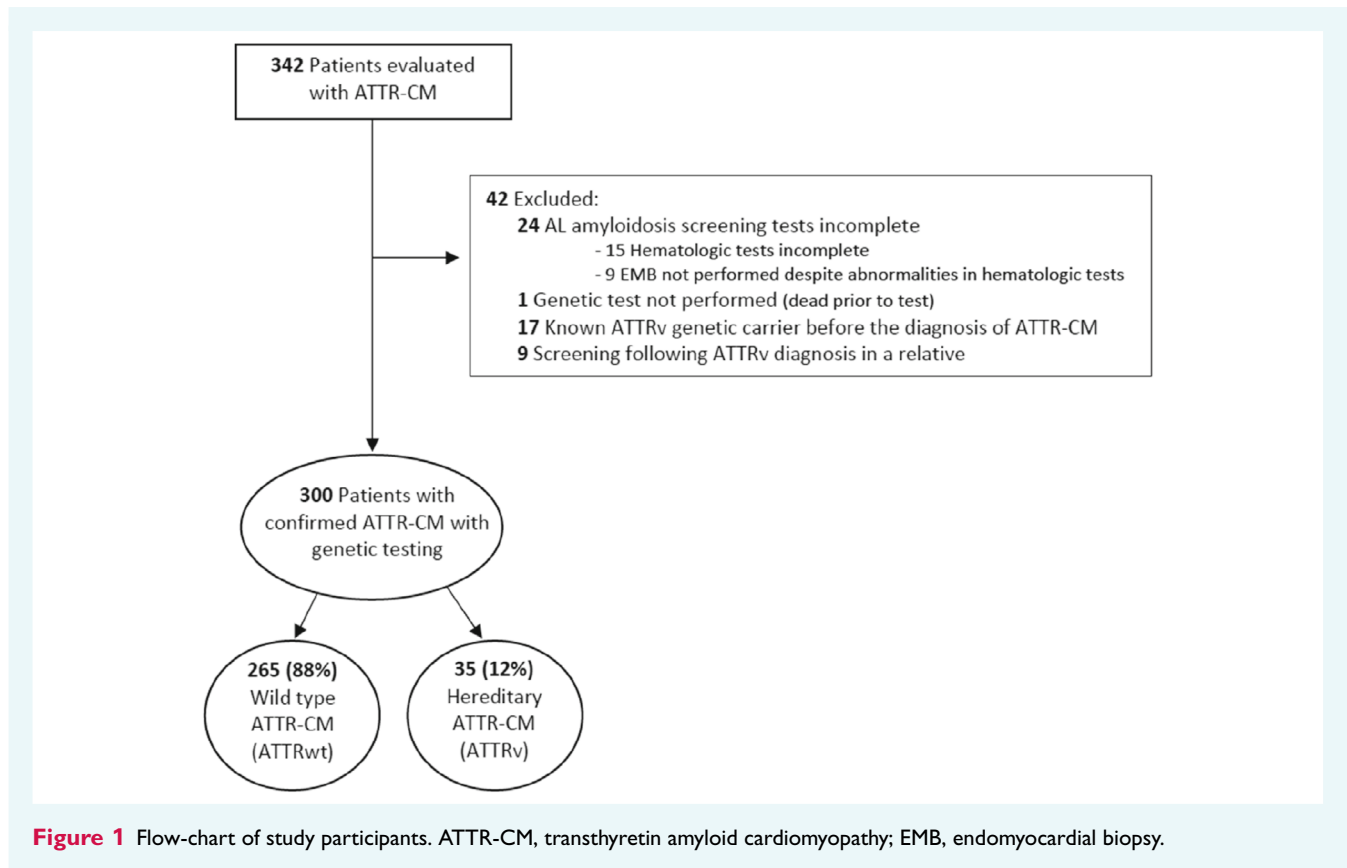 342 Patients evaluated
with ATTR-CM
42 Excluded:
24 AL amyloidosis screening tests incomplete
- 15 Hematologic tests incomplete
- 9 EMB not performed despite abnormalities in hematologic tests
1 Genetic test not performed (dead prior to test)
17 Known ATTRv genetic carrier before the diagnosis of ATTR-CM
9 Screening following ATTRv diagnosis in a relative
300 Patients with
confirmed ATTR-CM with
genetic testing
265 (88%)
Wild type
ATTR-CM
(ATTRwt)
35 (12%)
Hereditary
ATTR-CM
(ATTRv)
Figure 1 Flow-chart of study participants. ATTR-CM, transthyretin amyloid cardiomyopathy; EMB, endomyocardial biopsy.